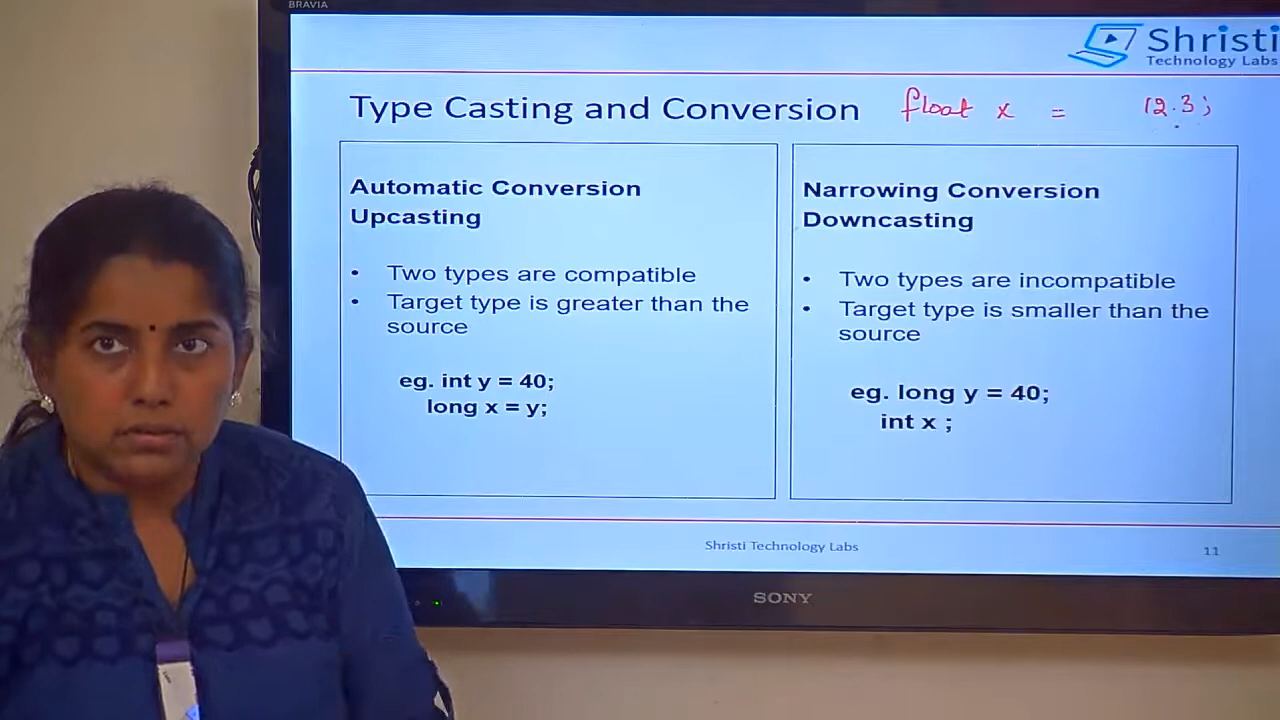 BRAVIA
Shristi
Technology Labs
Type Casting and Conversion
float x = 12.3;
Automatic Conversion
Upcasting
• Two types are compatible
• Target type is greater than the
source
eg. int y = 40;
long x = y;
Narrowing Conversion
Downcasting
• Two types are incompatible
• Target type is smaller than the
source
eg. long y = 40;
int x ;
Shristi Technology Labs
11
SONY